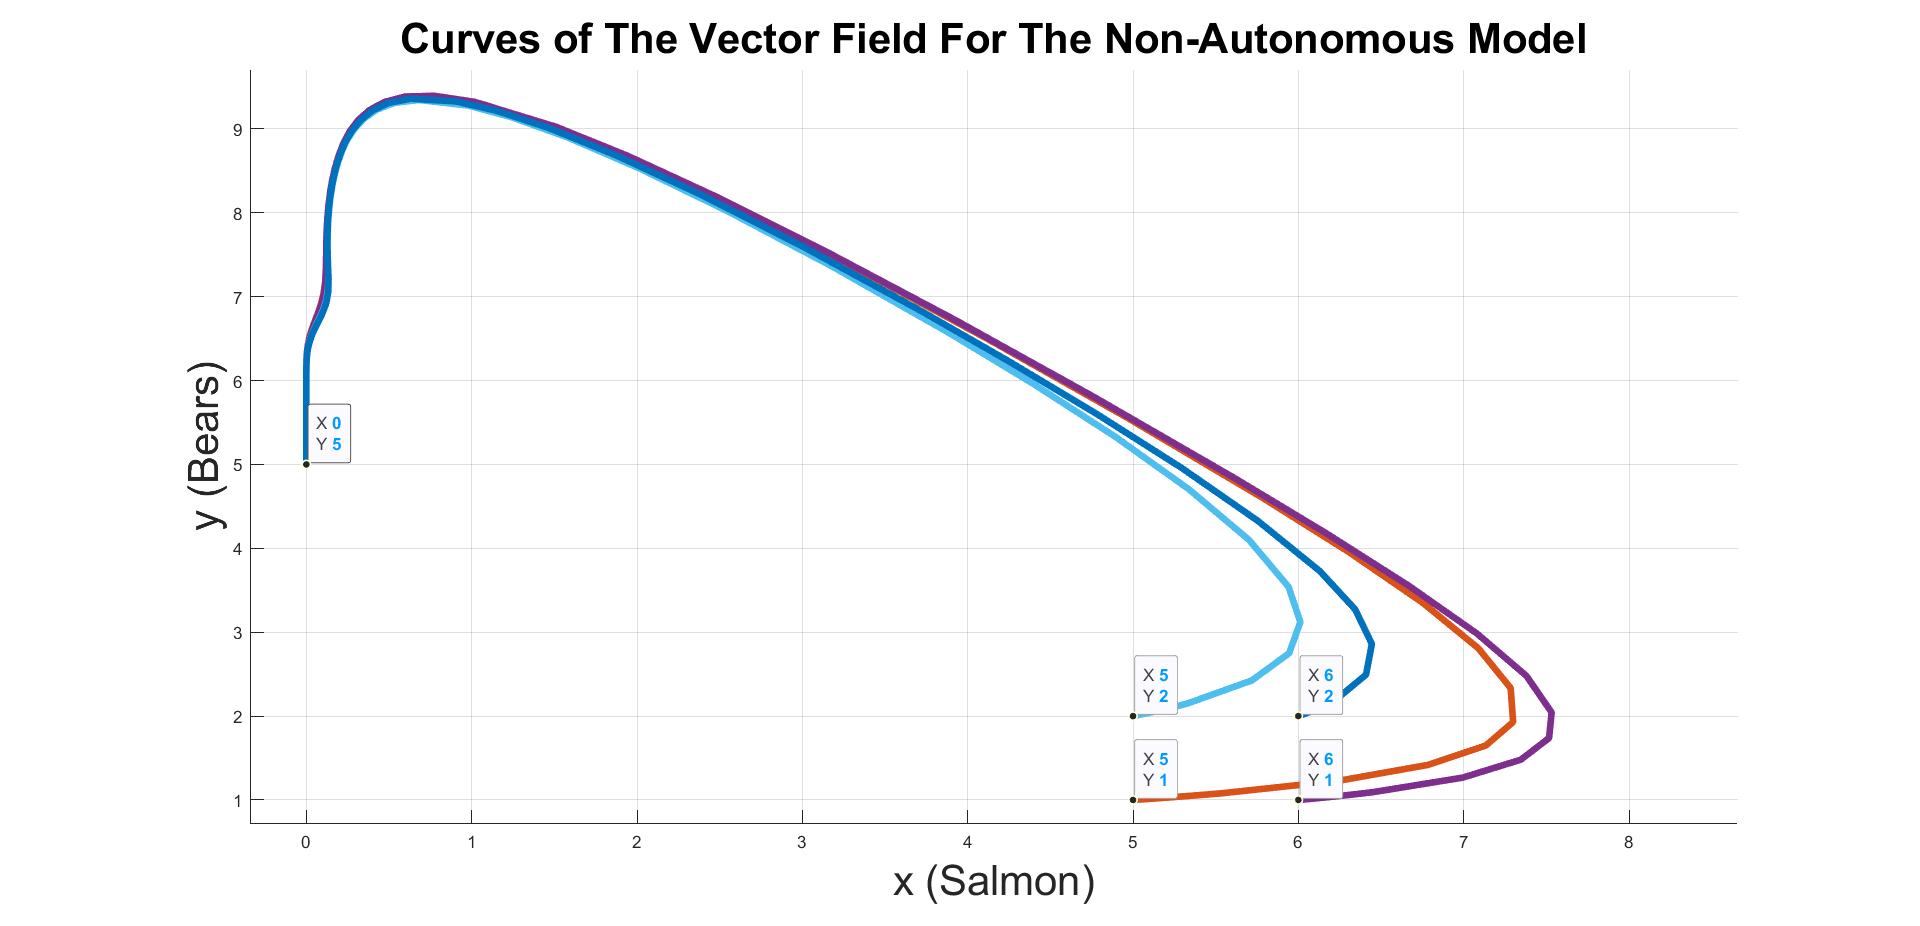 Curves of The Vector Field For The Non-Autonomous Model
y (Bears)
9
8
7
6
5
4
3
2
1
X 0
Y 5
X 5
Y 2
X 6
Y 2
X 5
Y 1
X 6
Y 1
0 1 2 3 4 5 6 7 8
x (Salmon)